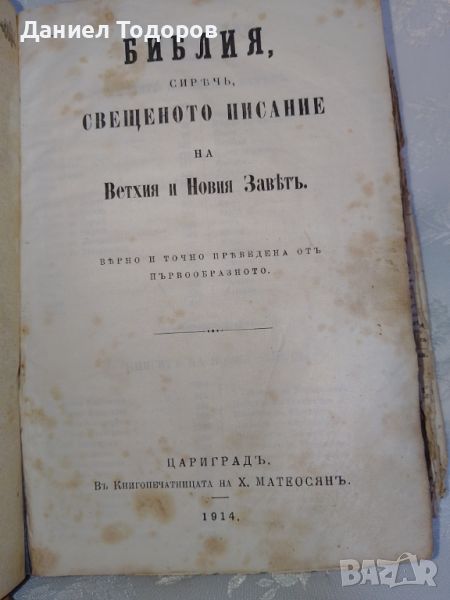 Даниел Тодоров
БИБЛИЯ,
СИРѢЧЬ,
СВЕЩЕНОТО ПИСАНИЕ
НА
Ветхия и Новия Завѣтъ.
ВѢРНО И ТОЧНО ПРѢВЕДЕНА ОТЪ
ПЪРВООБРАЗНОТО.
ЦАРИГРАДЪ.
Въ Книгопечатницата на Х. МАТЕОСЯНЪ.
1914.
BAZAR